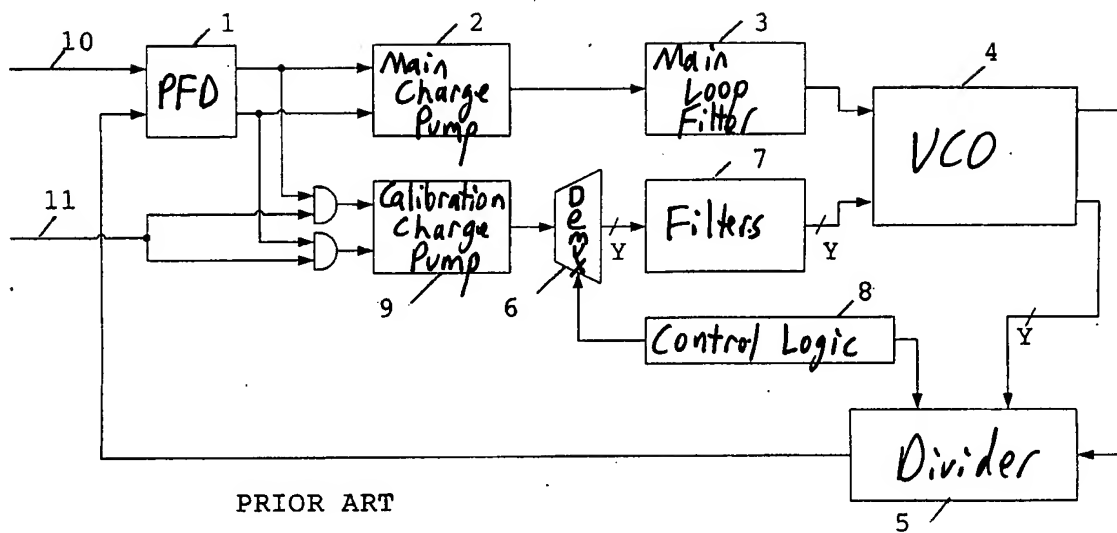 10
1
PFD
2
Main
Charge
Pump
3
Main
Loop
Filter
4
VCO
11
Calibration
Charge
Pump
9
Demux
6
Y
7
Filters
Y
8
Control Logic
Y
Divider
5
PRIOR ART